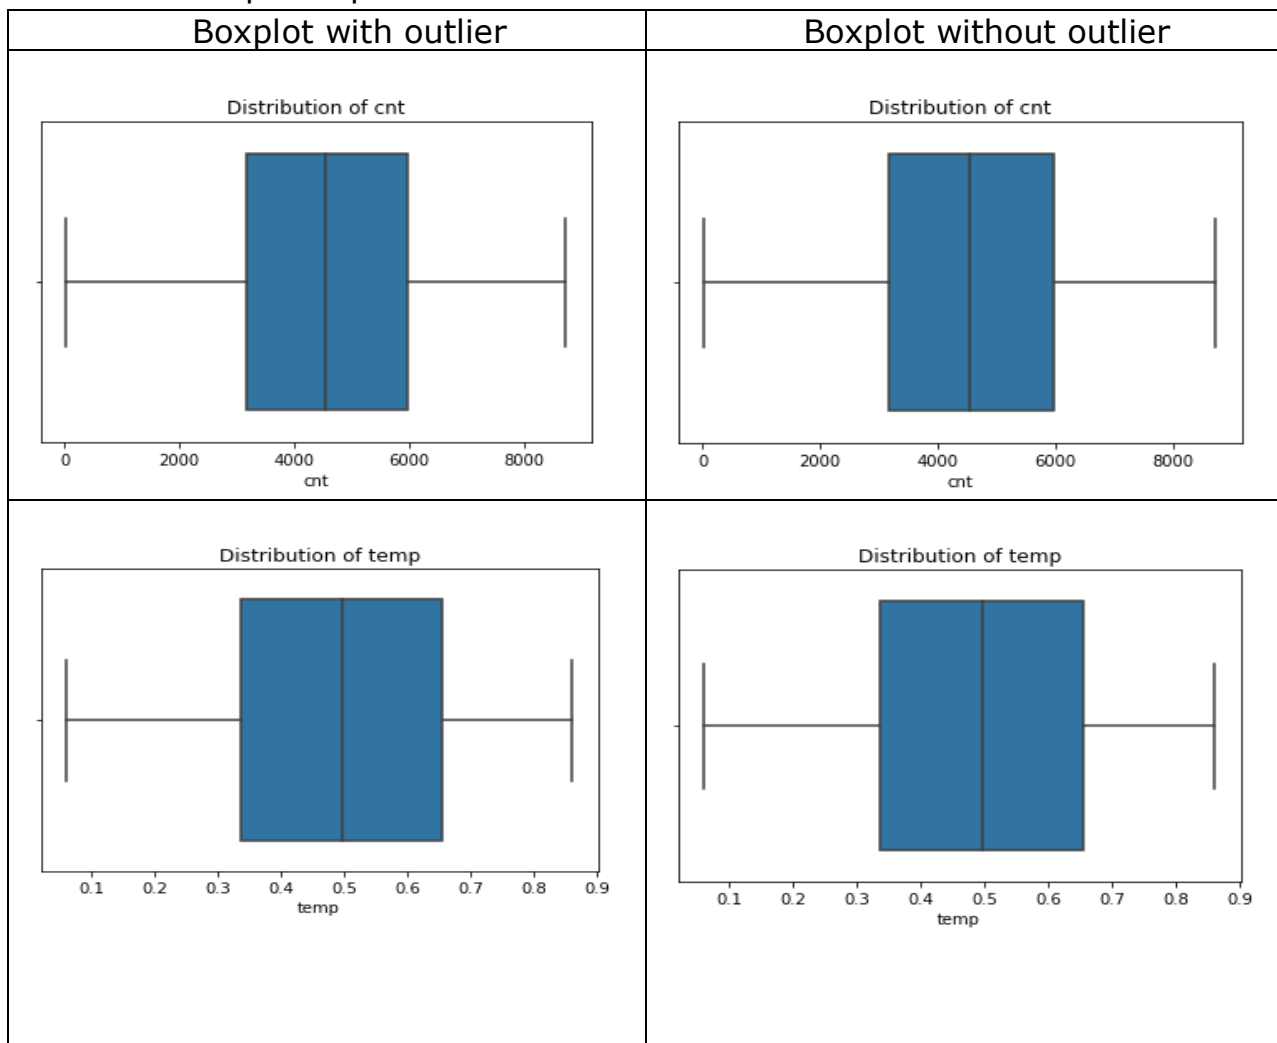 Boxplot with outlier
Boxplot without outlier
Distribution of cnt
0 2000 4000 6000 8000
cnt
Distribution of cnt
0 2000 4000 6000 8000
cnt
Distribution of temp
0.1 0.2 0.3 0.4 0.5 0.6 0.7 0.8 0.9
temp
Distribution of temp
0.1 0.2 0.3 0.4 0.5 0.6 0.7 0.8 0.9
temp